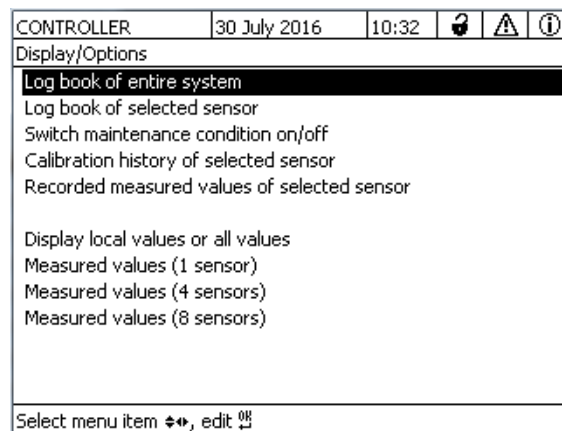 CONTROLLER 30 July 2016 10:32
Display/Options
Log book of entire system
Log book of selected sensor
Switch maintenance condition on/off
Calibration history of selected sensor
Recorded measured values of selected sensor
Display local values or all values
Measured values (1 sensor)
Measured values (4 sensors)
Measured values (8 sensors)
Select menu item , edit OK